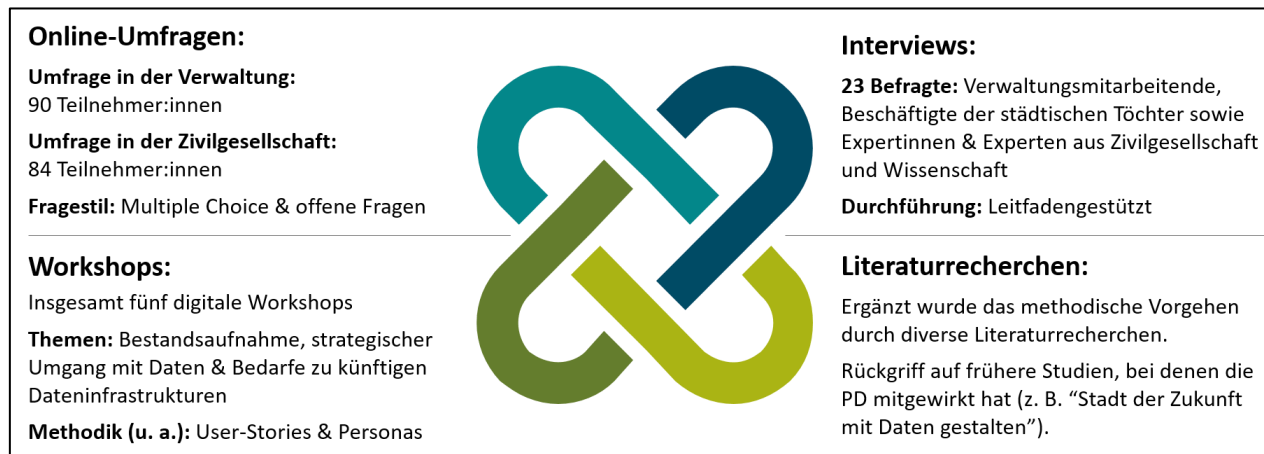 Online-Umfragen:
Umfrage in der Verwaltung:
90 Teilnehmer:innen
Umfrage in der Zivilgesellschaft:
84 Teilnehmer:innen
Fragestil: Multiple Choice & offene Fragen
Interviews:
23 Befragte: Verwaltungsmitarbeitende,
Beschäftigte der städtischen Töchter sowie
Expertinnen & Experten aus Zivilgesellschaft
und Wissenschaft
Durchführung: Leitfadengestützt
Workshops:
Insgesamt fünf digitale Workshops
Themen: Bestandsaufnahme, strategischer
Umgang mit Daten & Bedarfe zu künftigen
Dateninfrastrukturen
Methodik (u. a.): User-Stories & Personas
Literaturrecherchen:
Ergänzt wurde das methodische Vorgehen
durch diverse Literaturrecherchen.
Rückgriff auf frühere Studien, bei denen die
PD mitgewirkt hat (z. B. “Stadt der Zukunft
mit Daten gestalten”).